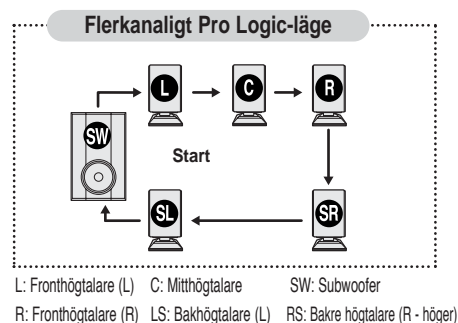 Flerkanaligt Pro Logic-läge
L C R
SW
Start
SL SR
L: Fronthögtalare (L) C: Mitthögtalare SW: Subwoofer
R: Fronthögtalare (R) LS: Bakhögtalare (L) RS: Bakre högtalare (R - höger)